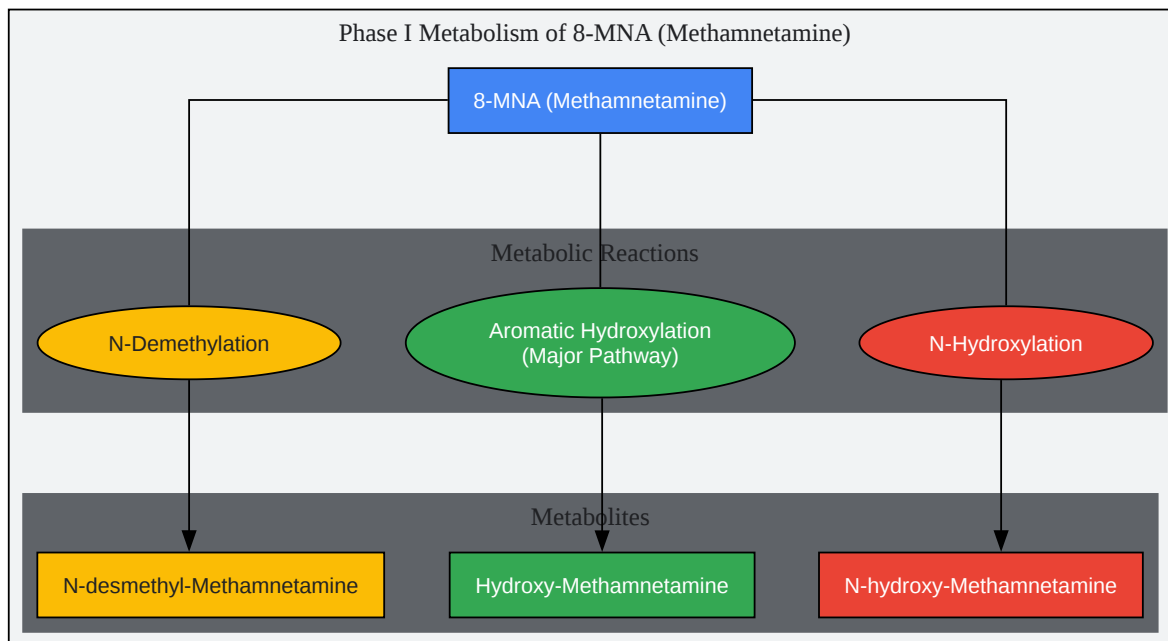 Phase I Metabolism of 8-MNA (Methamnetamine)
8-MNA (Methamnetamine)
Metabolic Reactions
N-Demethylation
Aromatic Hydroxylation
(Major Pathway)
N-Hydroxylation
Metabolites
N-desmethyl-Methamnetamine
Hydroxy-Methamnetamine
N-hydroxy-Methamnetamine